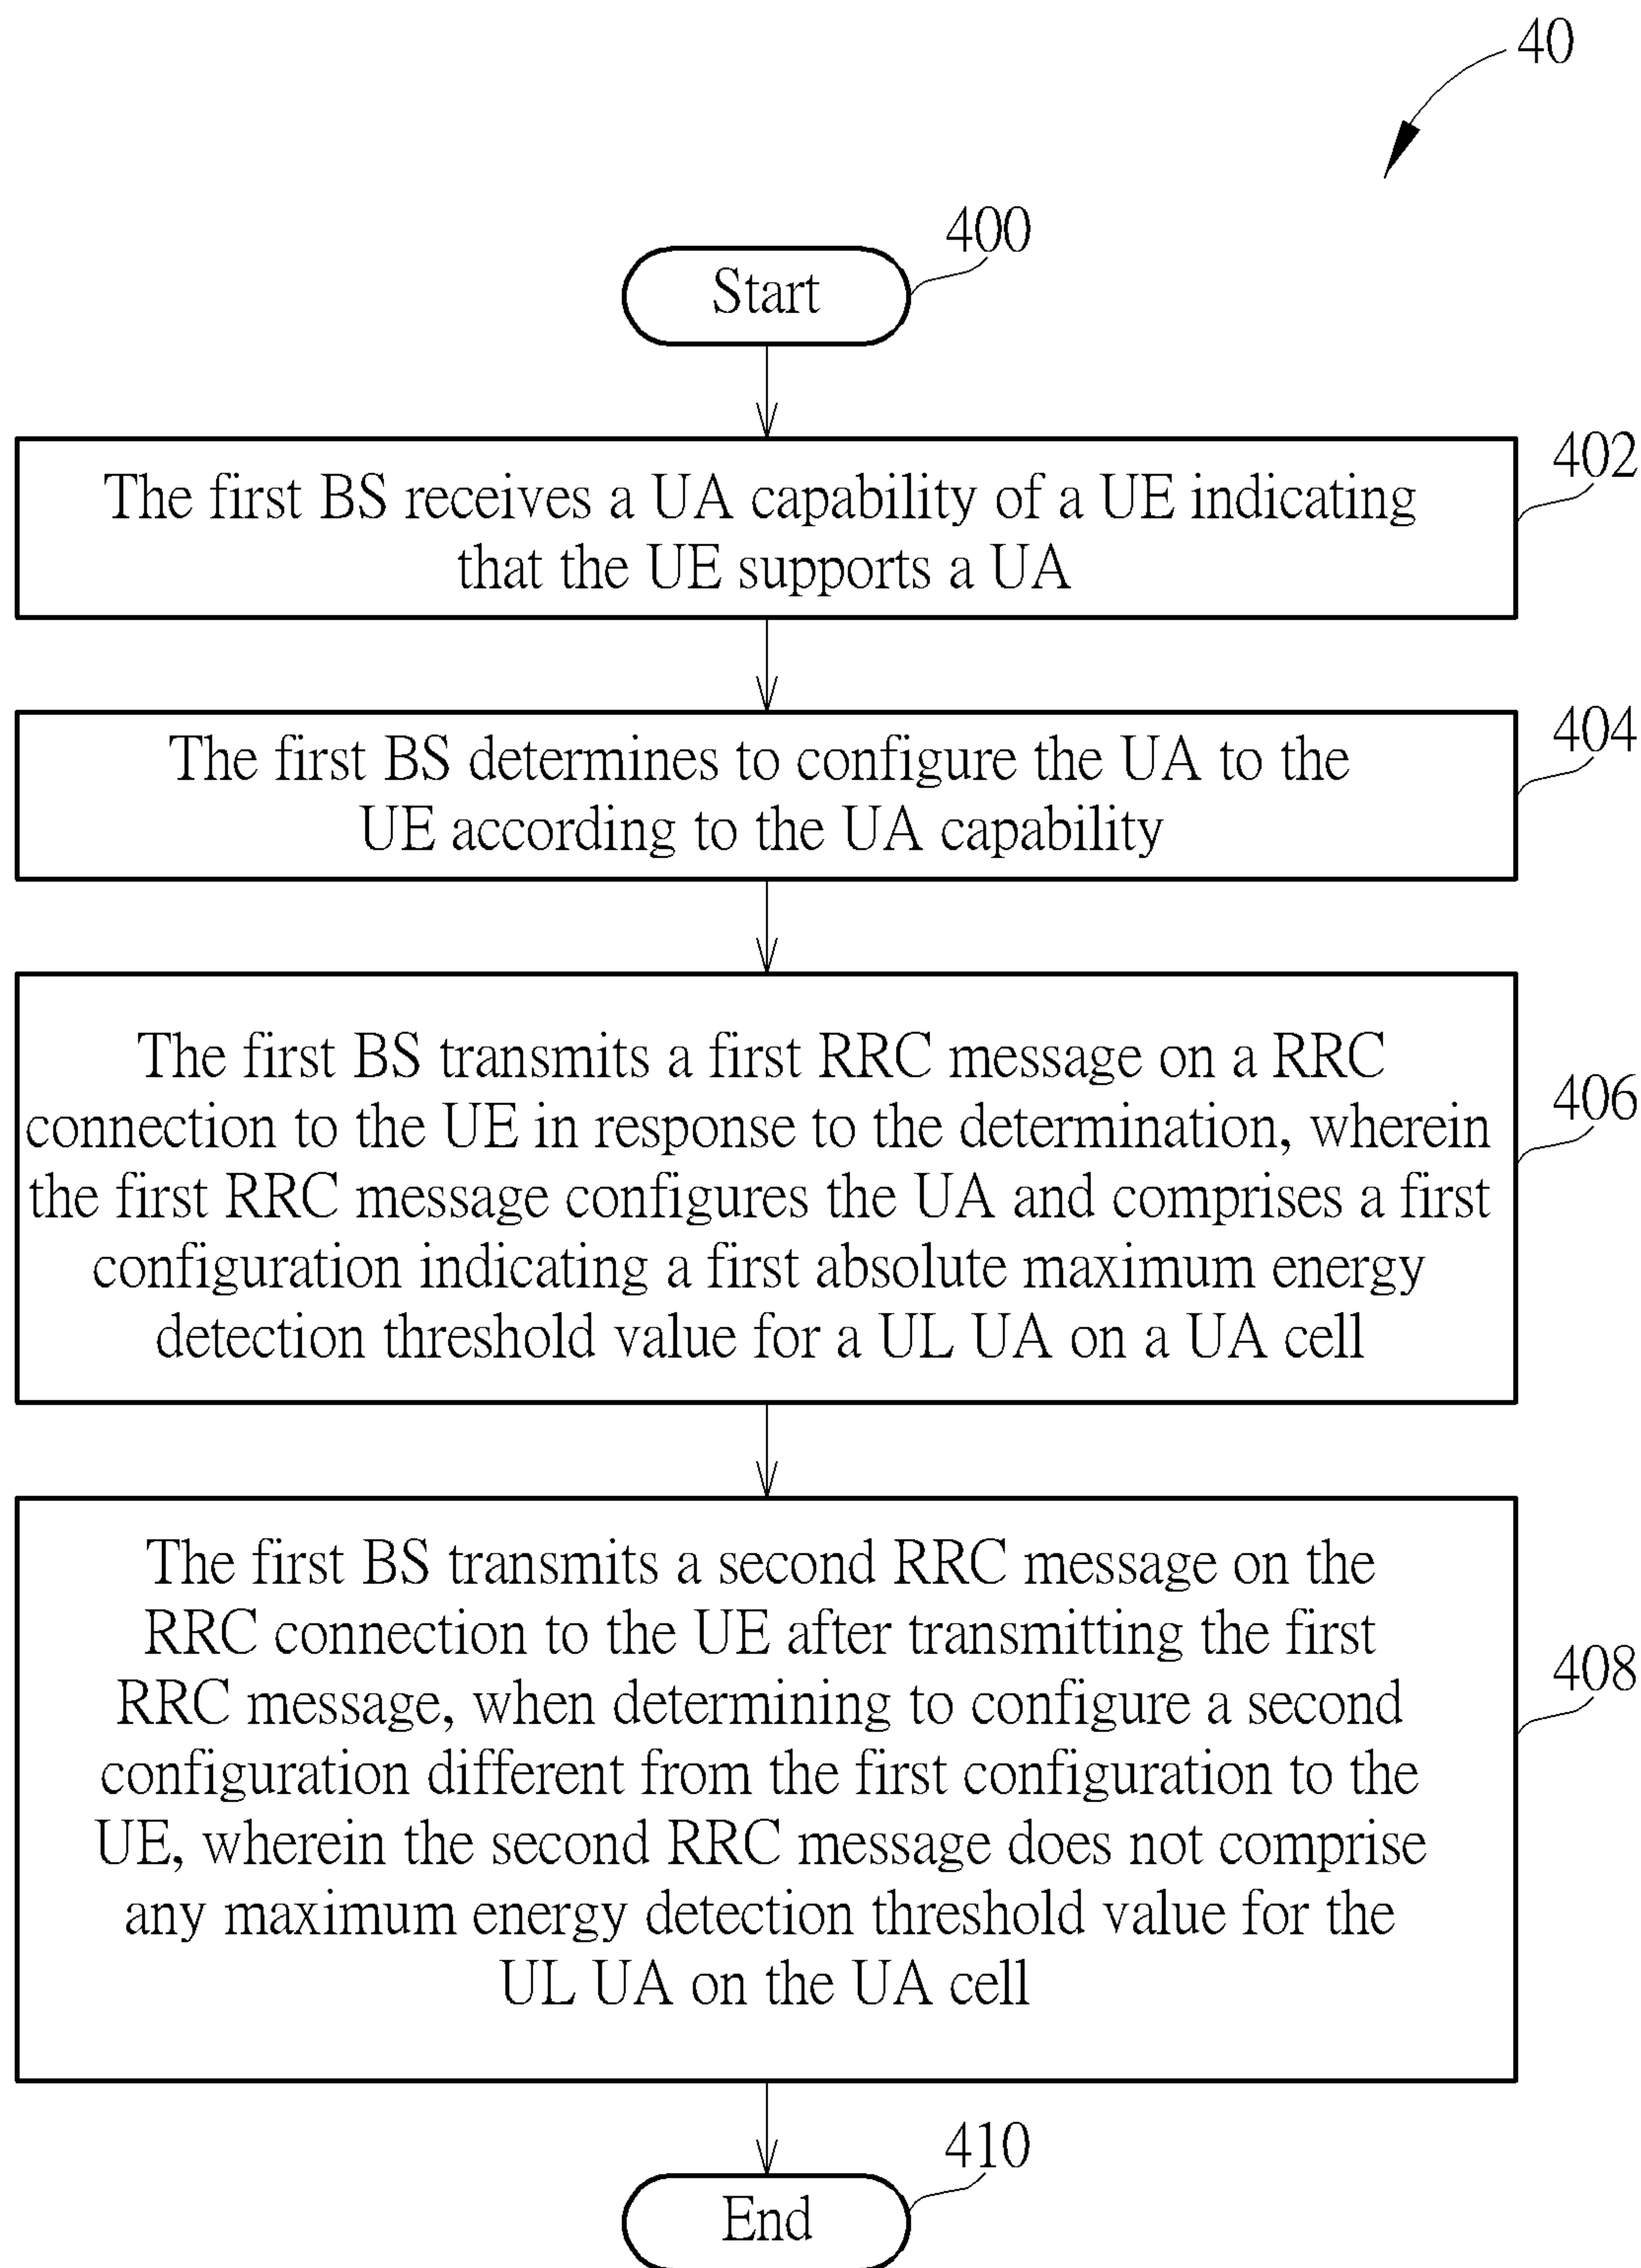 40
400
Start
402
The first BS receives a UA capability of a UE indicating
that the UE supports a UA
404
The first BS determines to configure the UA to the
UE according to the UA capability
406
The first BS transmits a first RRC message on a RRC
connection to the UE in response to the determination, wherein
the first RRC message configures the UA and comprises a first
configuration indicating a first absolute maximum energy
detection threshold value for a UL UA on a UA cell
408
The first BS transmits a second RRC message on the
RRC connection to the UE after transmitting the first
RRC message, when determining to configure a second
configuration different from the first configuration to the
UE, wherein the second RRC message does not comprise
any maximum energy detection threshold value for the
UL UA on the UA cell
410
End